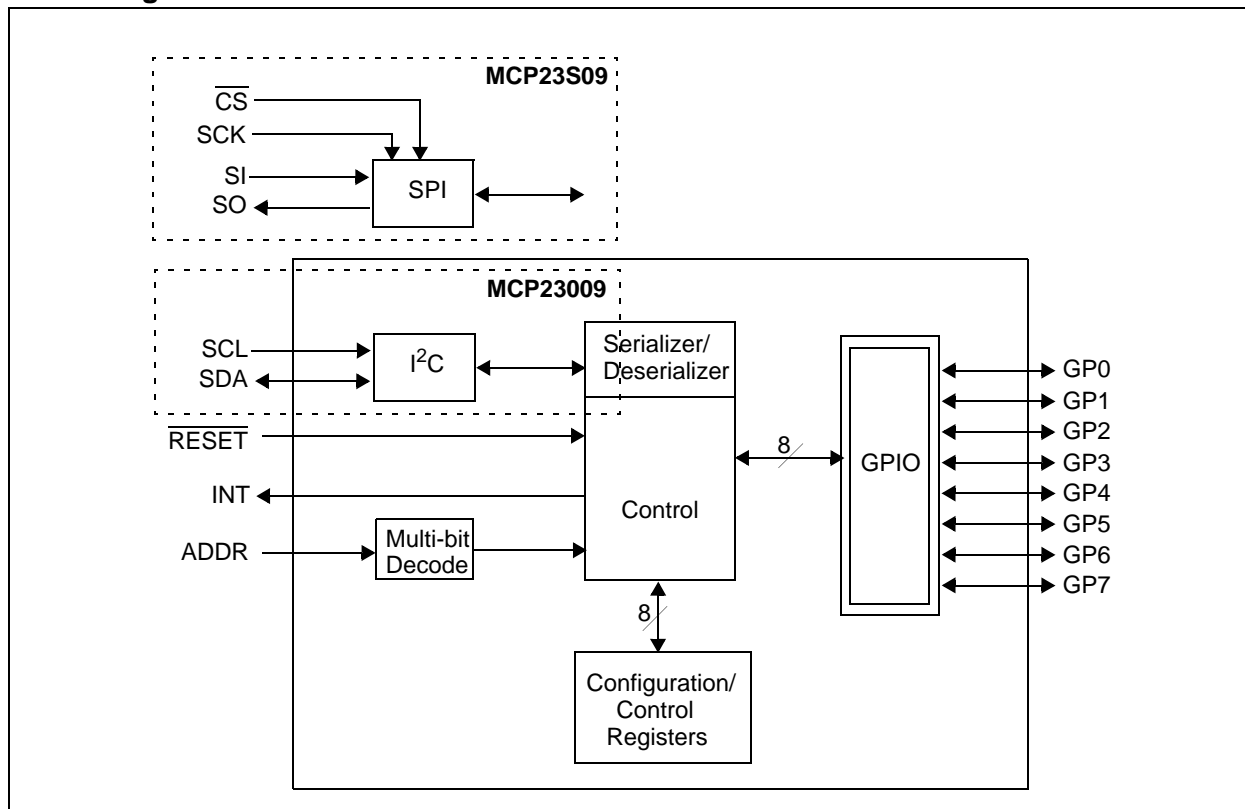 MCP23S09
CS
SCK
SI
SO
SPI
MCP23009
SCL
SDA
I²C
Serializer/
Deserializer
RESET
INT
ADDR
Multi-bit
Decode
Control
8
8
Configuration/
Control
Registers
GPIO
GP0
GP1
GP2
GP3
GP4
GP5
GP6
GP7